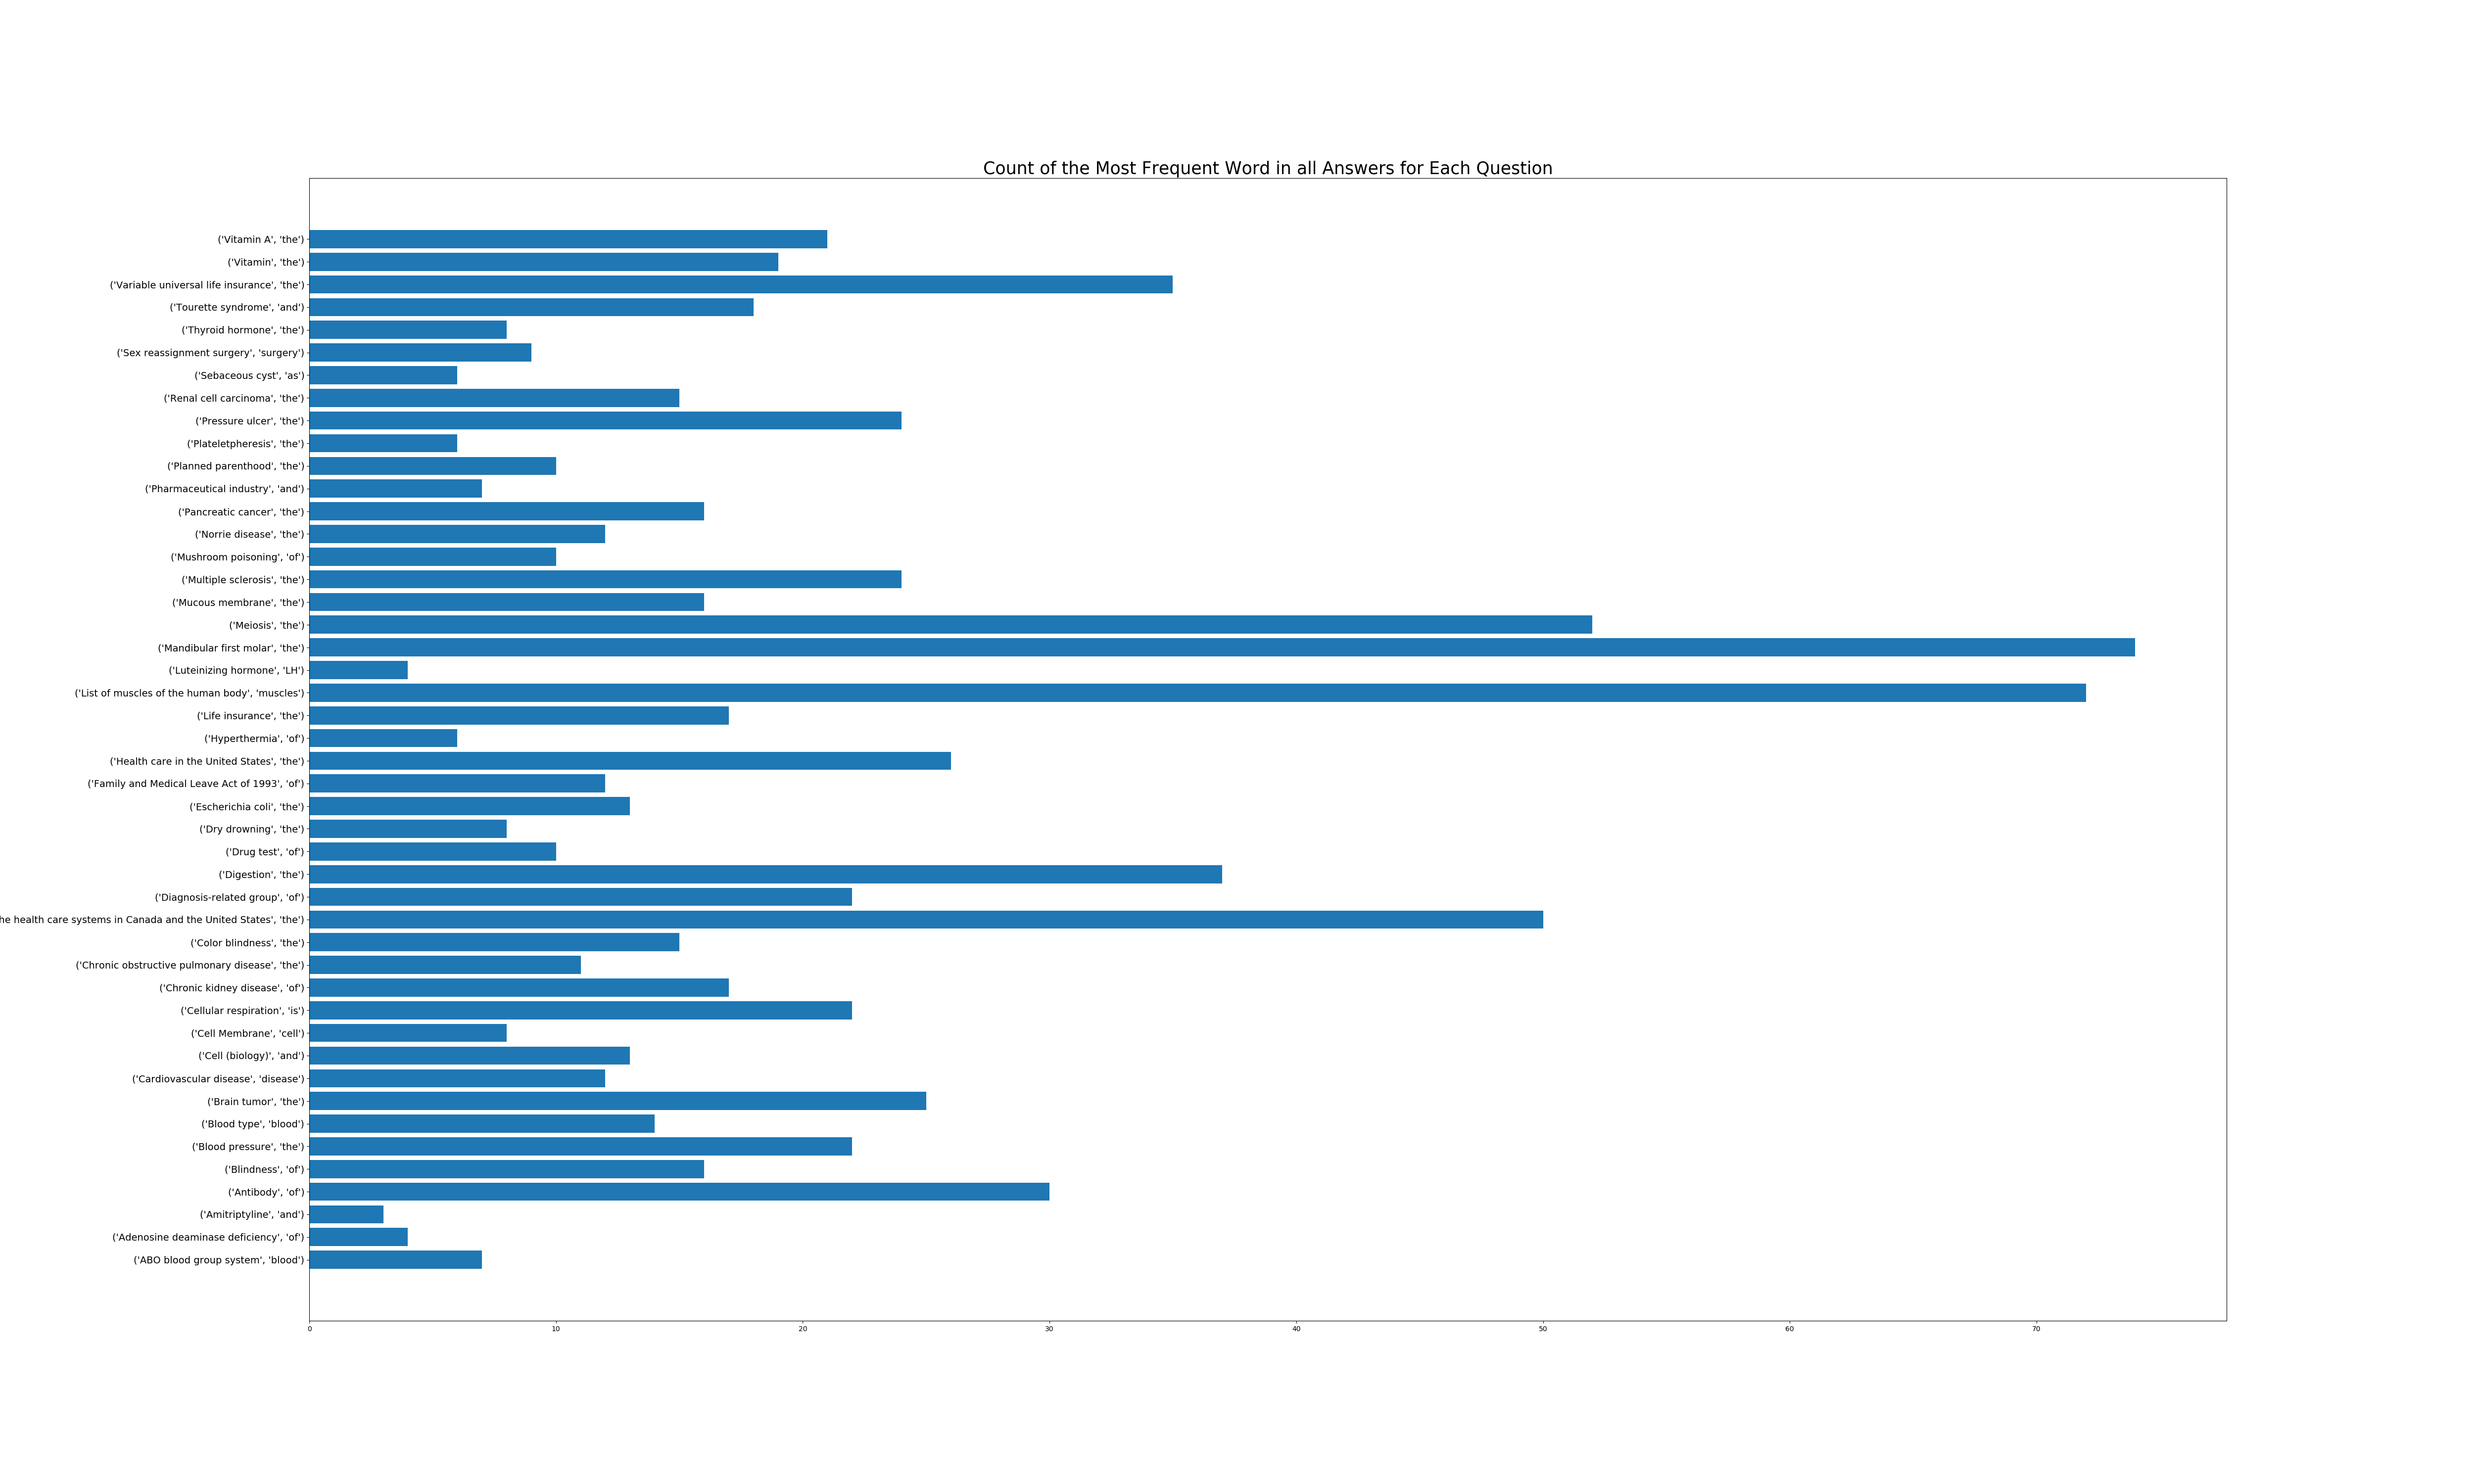 Count of the Most Frequent Word in all Answers for Each Question
('Vitamin A', 'the')
('Vitamin', 'the')
('Variable universal life insurance', 'the')
('Tourette syndrome', 'and')
('Thyroid hormone', 'the')
('Sex reassignment surgery', 'surgery')
('Sebaceous cyst', 'as')
('Renal cell carcinoma', 'the')
('Pressure ulcer', 'the')
('Plateletpheresis', 'the')
('Planned parenthood', 'the')
('Pharmaceutical industry', 'and')
('Pancreatic cancer', 'the')
('Norrie disease', 'the')
('Mushroom poisoning', 'of')
('Multiple sclerosis', 'the')
('Mucous membrane', 'the')
('Meiosis', 'the')
('Mandibular first molar', 'the')
('Luteinizing hormone', 'LH')
('List of muscles of the human body', 'muscles')
('Life insurance', 'the')
('Hyperthermia', 'of')
('Health care in the United States', 'the')
('Family and Medical Leave Act of 1993', 'of')
('Escherichia coli', 'the')
('Dry drowning', 'the')
('Drug test', 'of')
('Digestion', 'the')
('Diagnosis-related group', 'of')
he health care systems in Canada and the United States', 'the')
('Color blindness', 'the')
('Chronic obstructive pulmonary disease', 'the')
('Chronic kidney disease', 'of')
('Cellular respiration', 'is')
('Cell Membrane', 'cell')
('Cell (biology)', 'and')
('Cardiovascular disease', 'disease')
('Brain tumor', 'the')
('Blood type', 'blood')
('Blood pressure', 'the')
('Blindness', 'of')
('Antibody', 'of')
('Amitriptyline', 'and')
('Adenosine deaminase deficiency', 'of')
('ABO blood group system', 'blood')
0 10 20 30 40 50 60 70